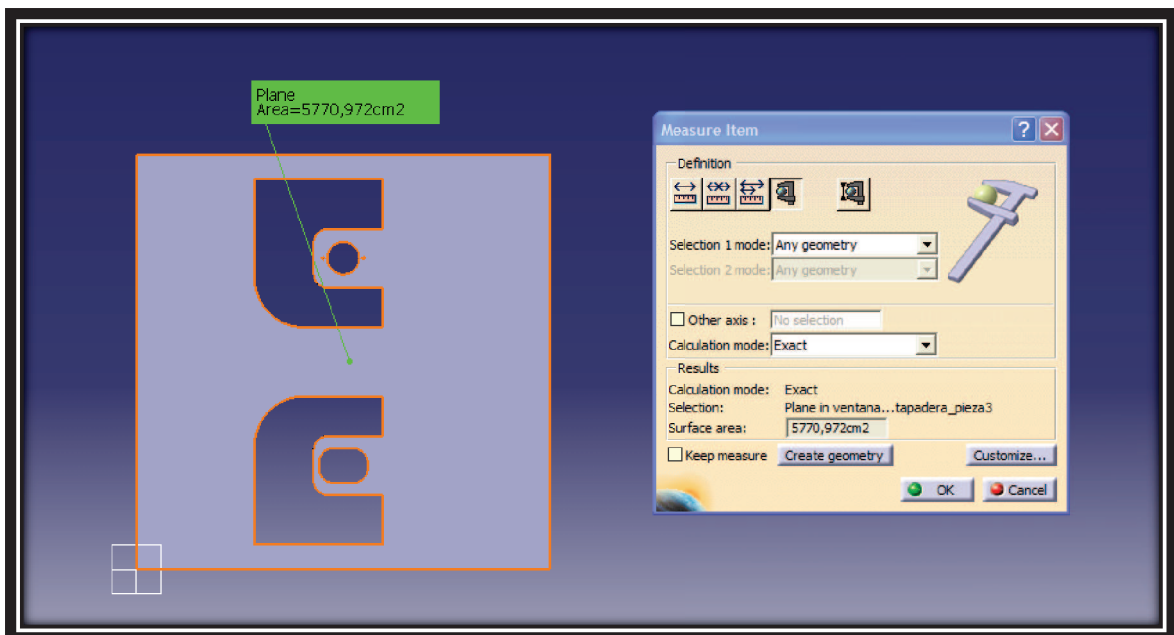 Plane
Area=5770,972cm2
Measure Item
Definition
Selection 1 mode: Any geometry
Selection 2 mode: Any geometry
Other axis : No selection
Calculation mode: Exact
Results
Calculation mode: Exact
Selection: Plane in ventana...tapadera_pieza3
Surface area: 5770,972cm2
Keep measure Create geometry Customize...
OK Cancel